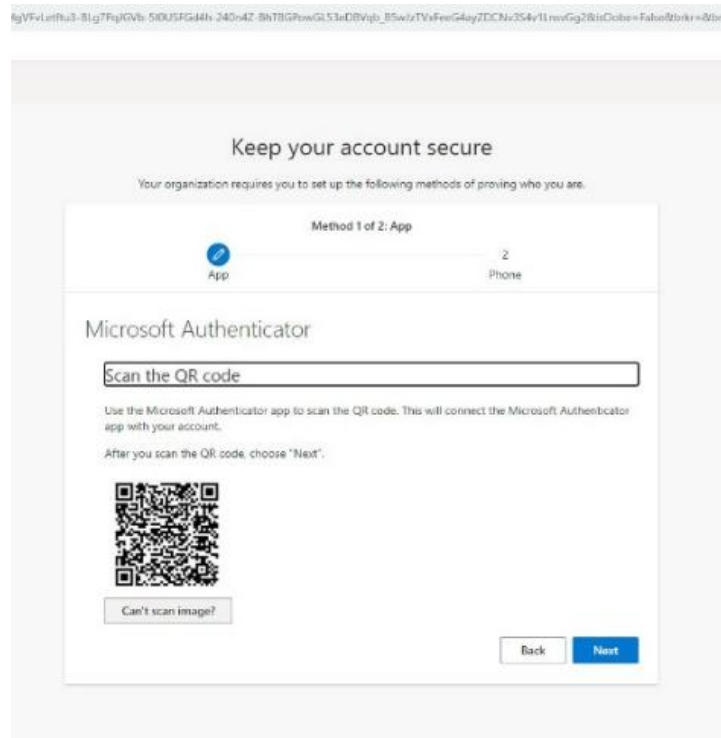 Keep your account secure
Your organization requires you to set up the following methods of proving who you are.
Method 1 of 2: App
App
2
Phone
Microsoft Authenticator
Scan the QR code
Use the Microsoft Authenticator app to scan the QR code. This will connect the Microsoft Authenticator
app with your account.
After you scan the QR code, choose "Next".
Can't scan image?
Back
Next